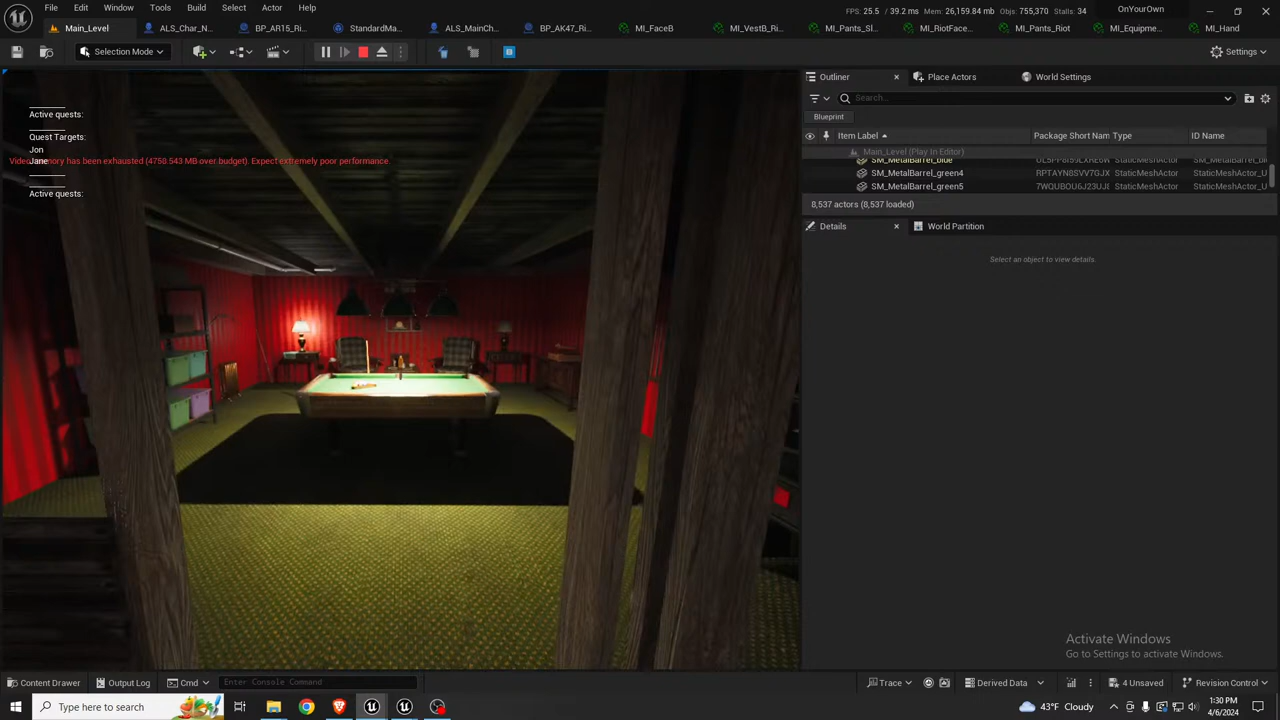 File Edit Window Tools Build Select Actor Help
FPS: 25.5 / 39.2 ms Mem: 26,159.84 mb Objs: 755,370 Stalls: 34 OnYourOwn
Main_Level ALS_Char_N... BP_AR15_Ri... StandardMa... ALS_MainCh... BP_AK47_Ri... MI_FaceB MI_VestB_Ri... MI_Pants_Sl... MI_RiotFace... MI_Pants_Riot MI_Equipme... MI_Hand
Selection Mode Settings
Outliner Place Actors World Settings
Search...
Blueprint
Item Label Package Short Nam Type ID Name
Main_Level (Play In Editor)
SM_MetalBarrel_blue StaticMeshActor
SM_MetalBarrel_green4 RPTAYN8SVV7GJX StaticMeshActor StaticMeshActor_U
SM_MetalBarrel_green5 7WQUBOU6J23UJD StaticMeshActor StaticMeshActor_U
8,537 actors (8,537 loaded)
Details World Partition
Select an object to view details.
Active quests:
Quest Targets:
Jon
Jane
Video memory has been exhausted (4750.543 MB over budget). Expect extremely poor performance.
Active quests:
Activate Windows
Go to Settings to activate Windows.
Content Drawer Output Log Cmd Enter Console Command Trace Derived Data 4 Unsaved Revision Control
Type here to search 43°F Cloudy 1:30 PM
4/6/2024